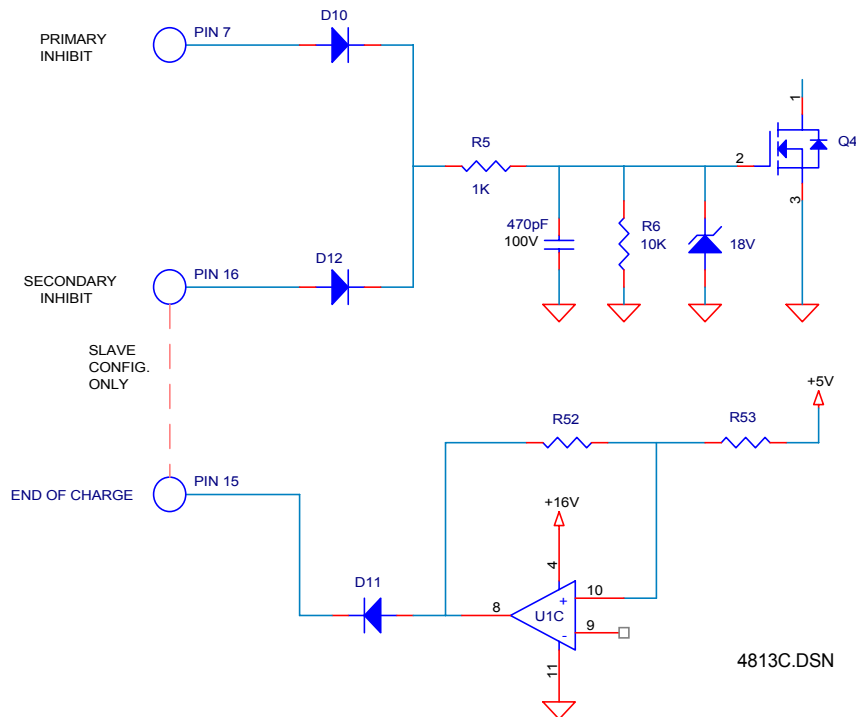 D10
PRIMARY
INHIBIT
PIN 7
1
R5
2
Q4
1K
3
470pF
100V
R6
10K
18V
SECONDARY
INHIBIT
PIN 16
D12
SLAVE
CONFIG.
ONLY
+5V
R52
R53
END OF CHARGE
PIN 15
+16V
4
D11
8
+
10
U1C
-
9
11
4813C.DSN